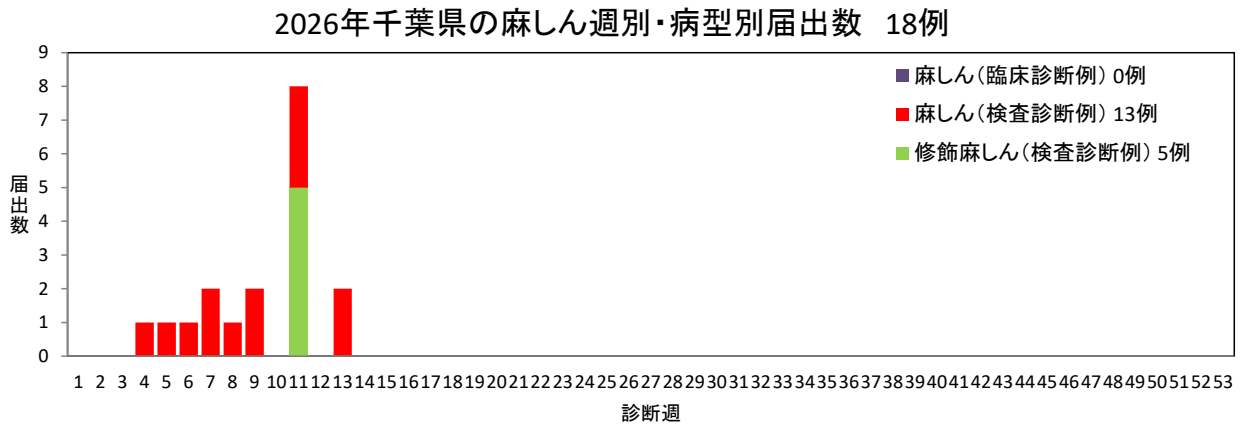 2026年千葉県の麻しん週別・病型別届出数 18例
麻しん（臨床診断例） 0例
麻しん（検査診断例） 13例
修飾麻しん（検査診断例） 5例
届出数
9
8
7
6
5
4
3
2
1
0
1 2 3 4 5 6 7 8 9 10 11 12 13 14 15 16 17 18 19 20 21 22 23 24 25 26 27 28 29 30 31 32 33 34 35 36 37 38 39 40 41 42 43 44 45 46 47 48 49 50 51 52 53
診断週